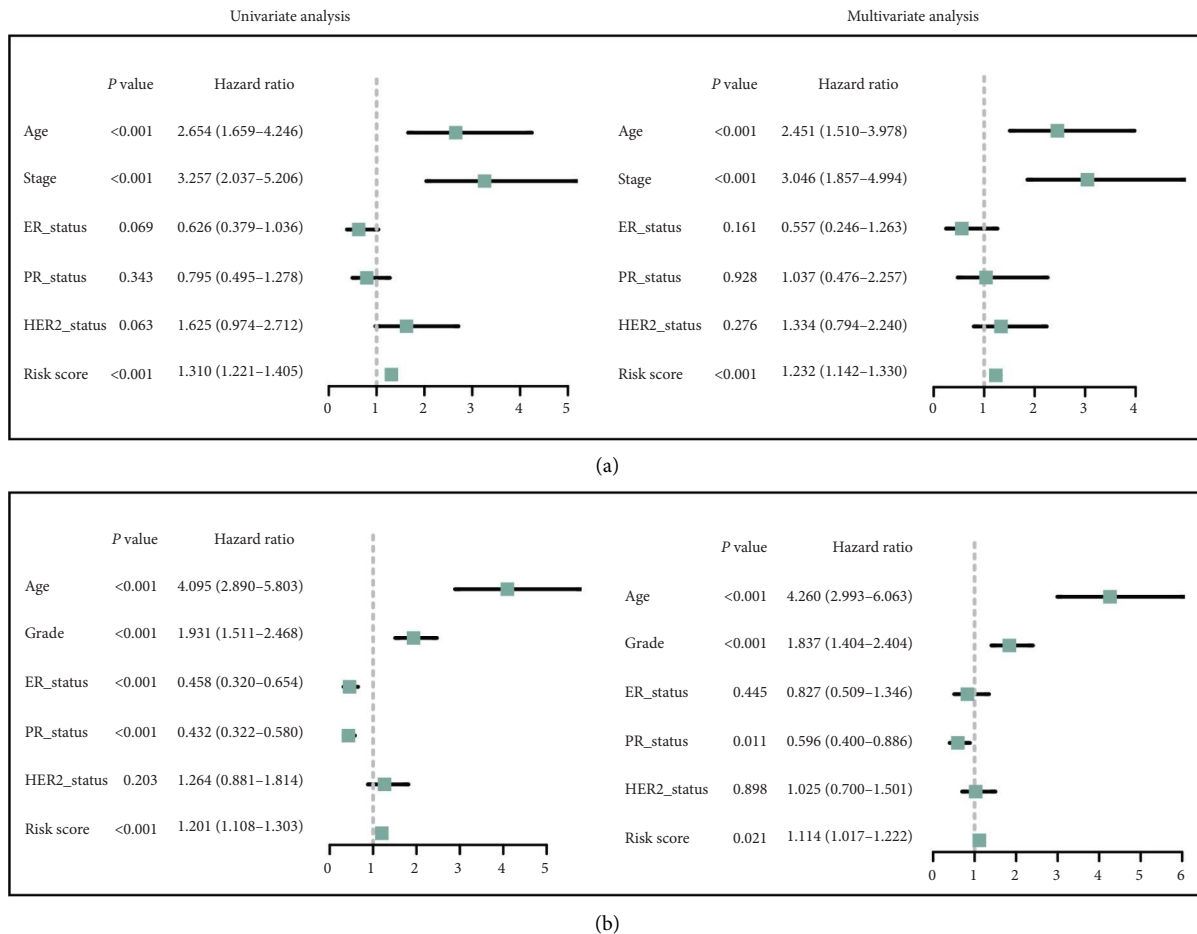 Univariate analysis
Multivariate analysis
P value Hazard ratio
Age <0.001 2.654 (1.659–4.246)
Stage <0.001 3.257 (2.037–5.206)
ER_status 0.069 0.626 (0.379–1.036)
PR_status 0.343 0.795 (0.495–1.278)
HER2_status 0.063 1.625 (0.974–2.712)
Risk score <0.001 1.310 (1.221–1.405)
0 1 2 3 4 5
P value Hazard ratio
Age <0.001 2.451 (1.510–3.978)
Stage <0.001 3.046 (1.857–4.994)
ER_status 0.161 0.557 (0.246–1.263)
PR_status 0.928 1.037 (0.476–2.257)
HER2_status 0.276 1.334 (0.794–2.240)
Risk score <0.001 1.232 (1.142–1.330)
0 1 2 3 4
(a)
P value Hazard ratio
Age <0.001 4.095 (2.890–5.803)
Grade <0.001 1.931 (1.511–2.468)
ER_status <0.001 0.458 (0.320–0.654)
PR_status <0.001 0.432 (0.322–0.580)
HER2_status 0.203 1.264 (0.881–1.814)
Risk score <0.001 1.201 (1.108–1.303)
0 1 2 3 4 5
P value Hazard ratio
Age <0.001 4.260 (2.993–6.063)
Grade <0.001 1.837 (1.404–2.404)
ER_status 0.445 0.827 (0.509–1.346)
PR_status 0.011 0.596 (0.400–0.886)
HER2_status 0.898 1.025 (0.700–1.501)
Risk score 0.021 1.114 (1.017–1.222)
0 1 2 3 4 5 6
(b)